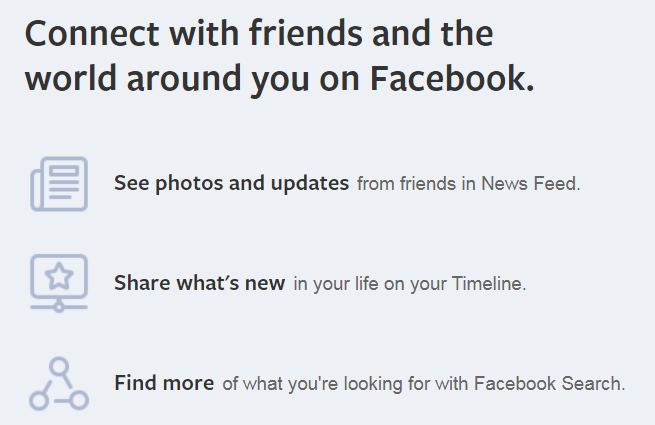 Connect with friends and the
world around you on Facebook.
See photos and updates from friends in News Feed.
Share what's new in your life on your Timeline.
Find more of what you're looking for with Facebook Search.